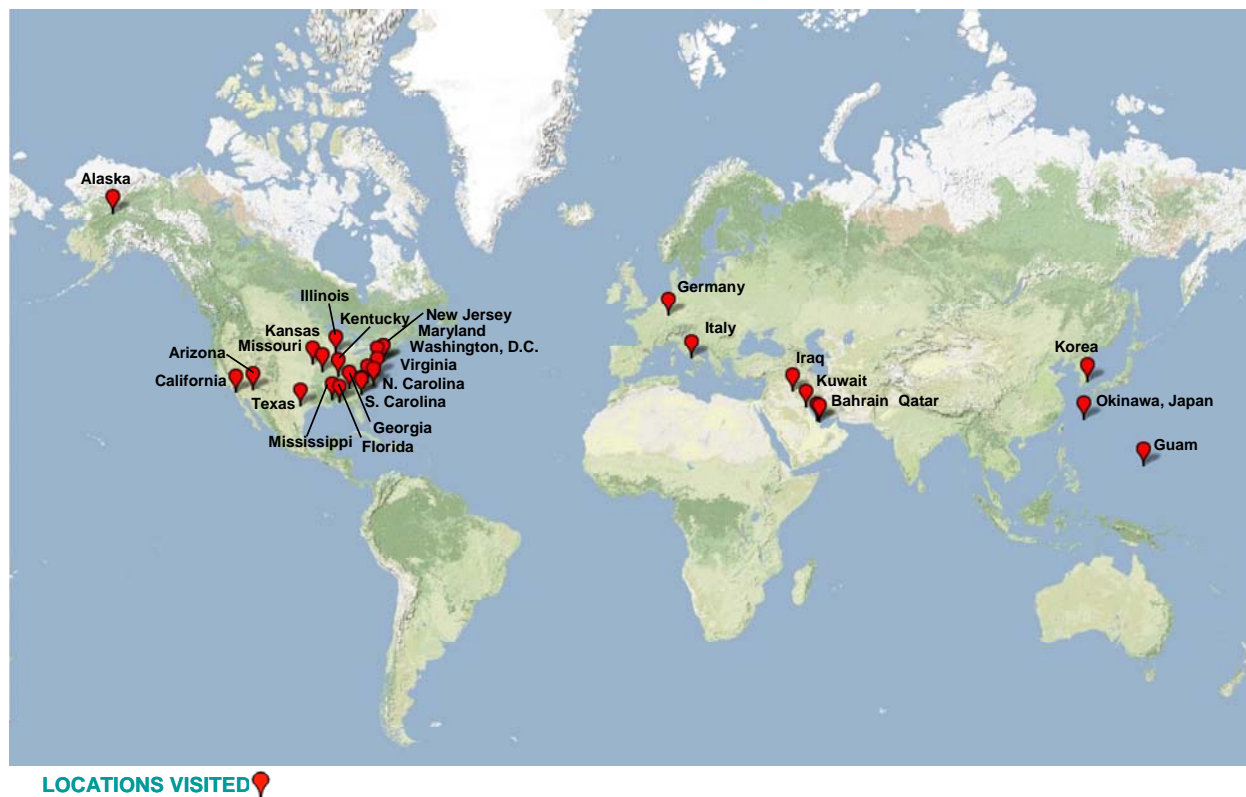 Alaska
Illinois
Kentucky
New Jersey
Kansas
Maryland
Missouri
Washington, D.C.
Arizona
Virginia
California
N. Carolina
Texas
S. Carolina
Georgia
Mississippi
Florida
Germany
Italy
Iraq
Kuwait
Bahrain Qatar
Korea
Okinawa, Japan
Guam
LOCATIONS VISITED